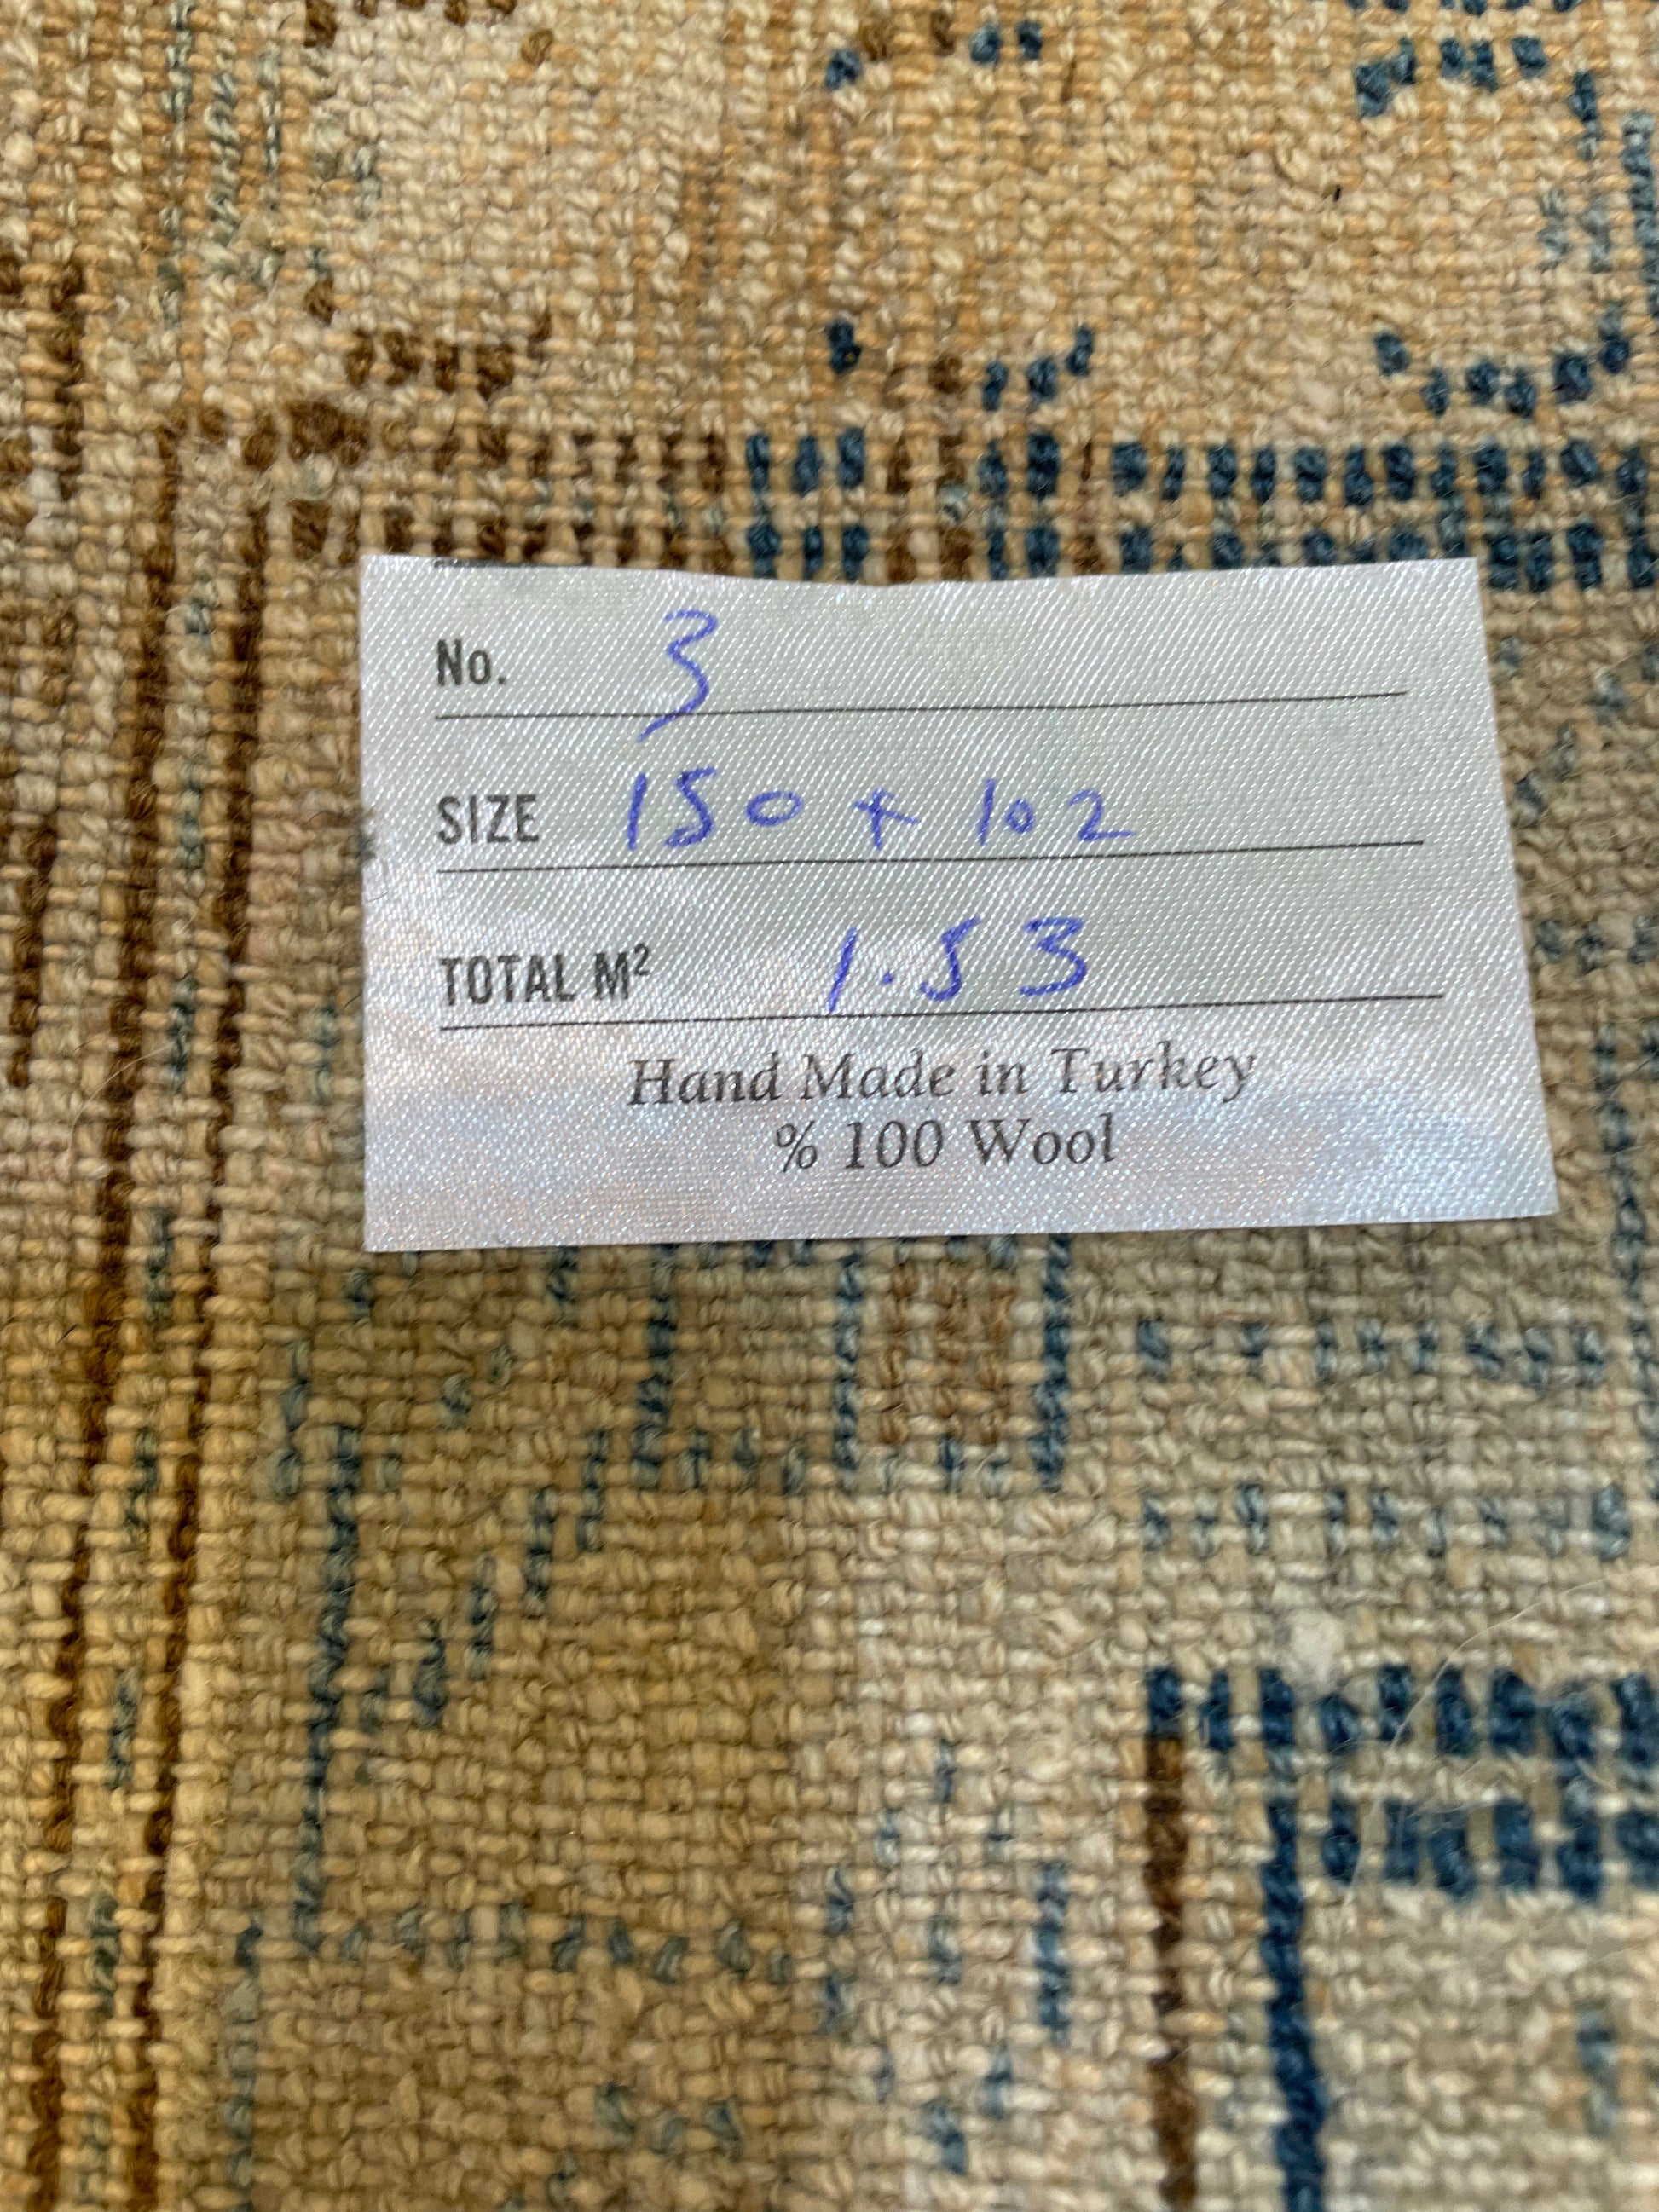 No. 3
SIZE 150 + 102
TOTAL M² 1.53
Hand Made in Turkey
% 100 Wool